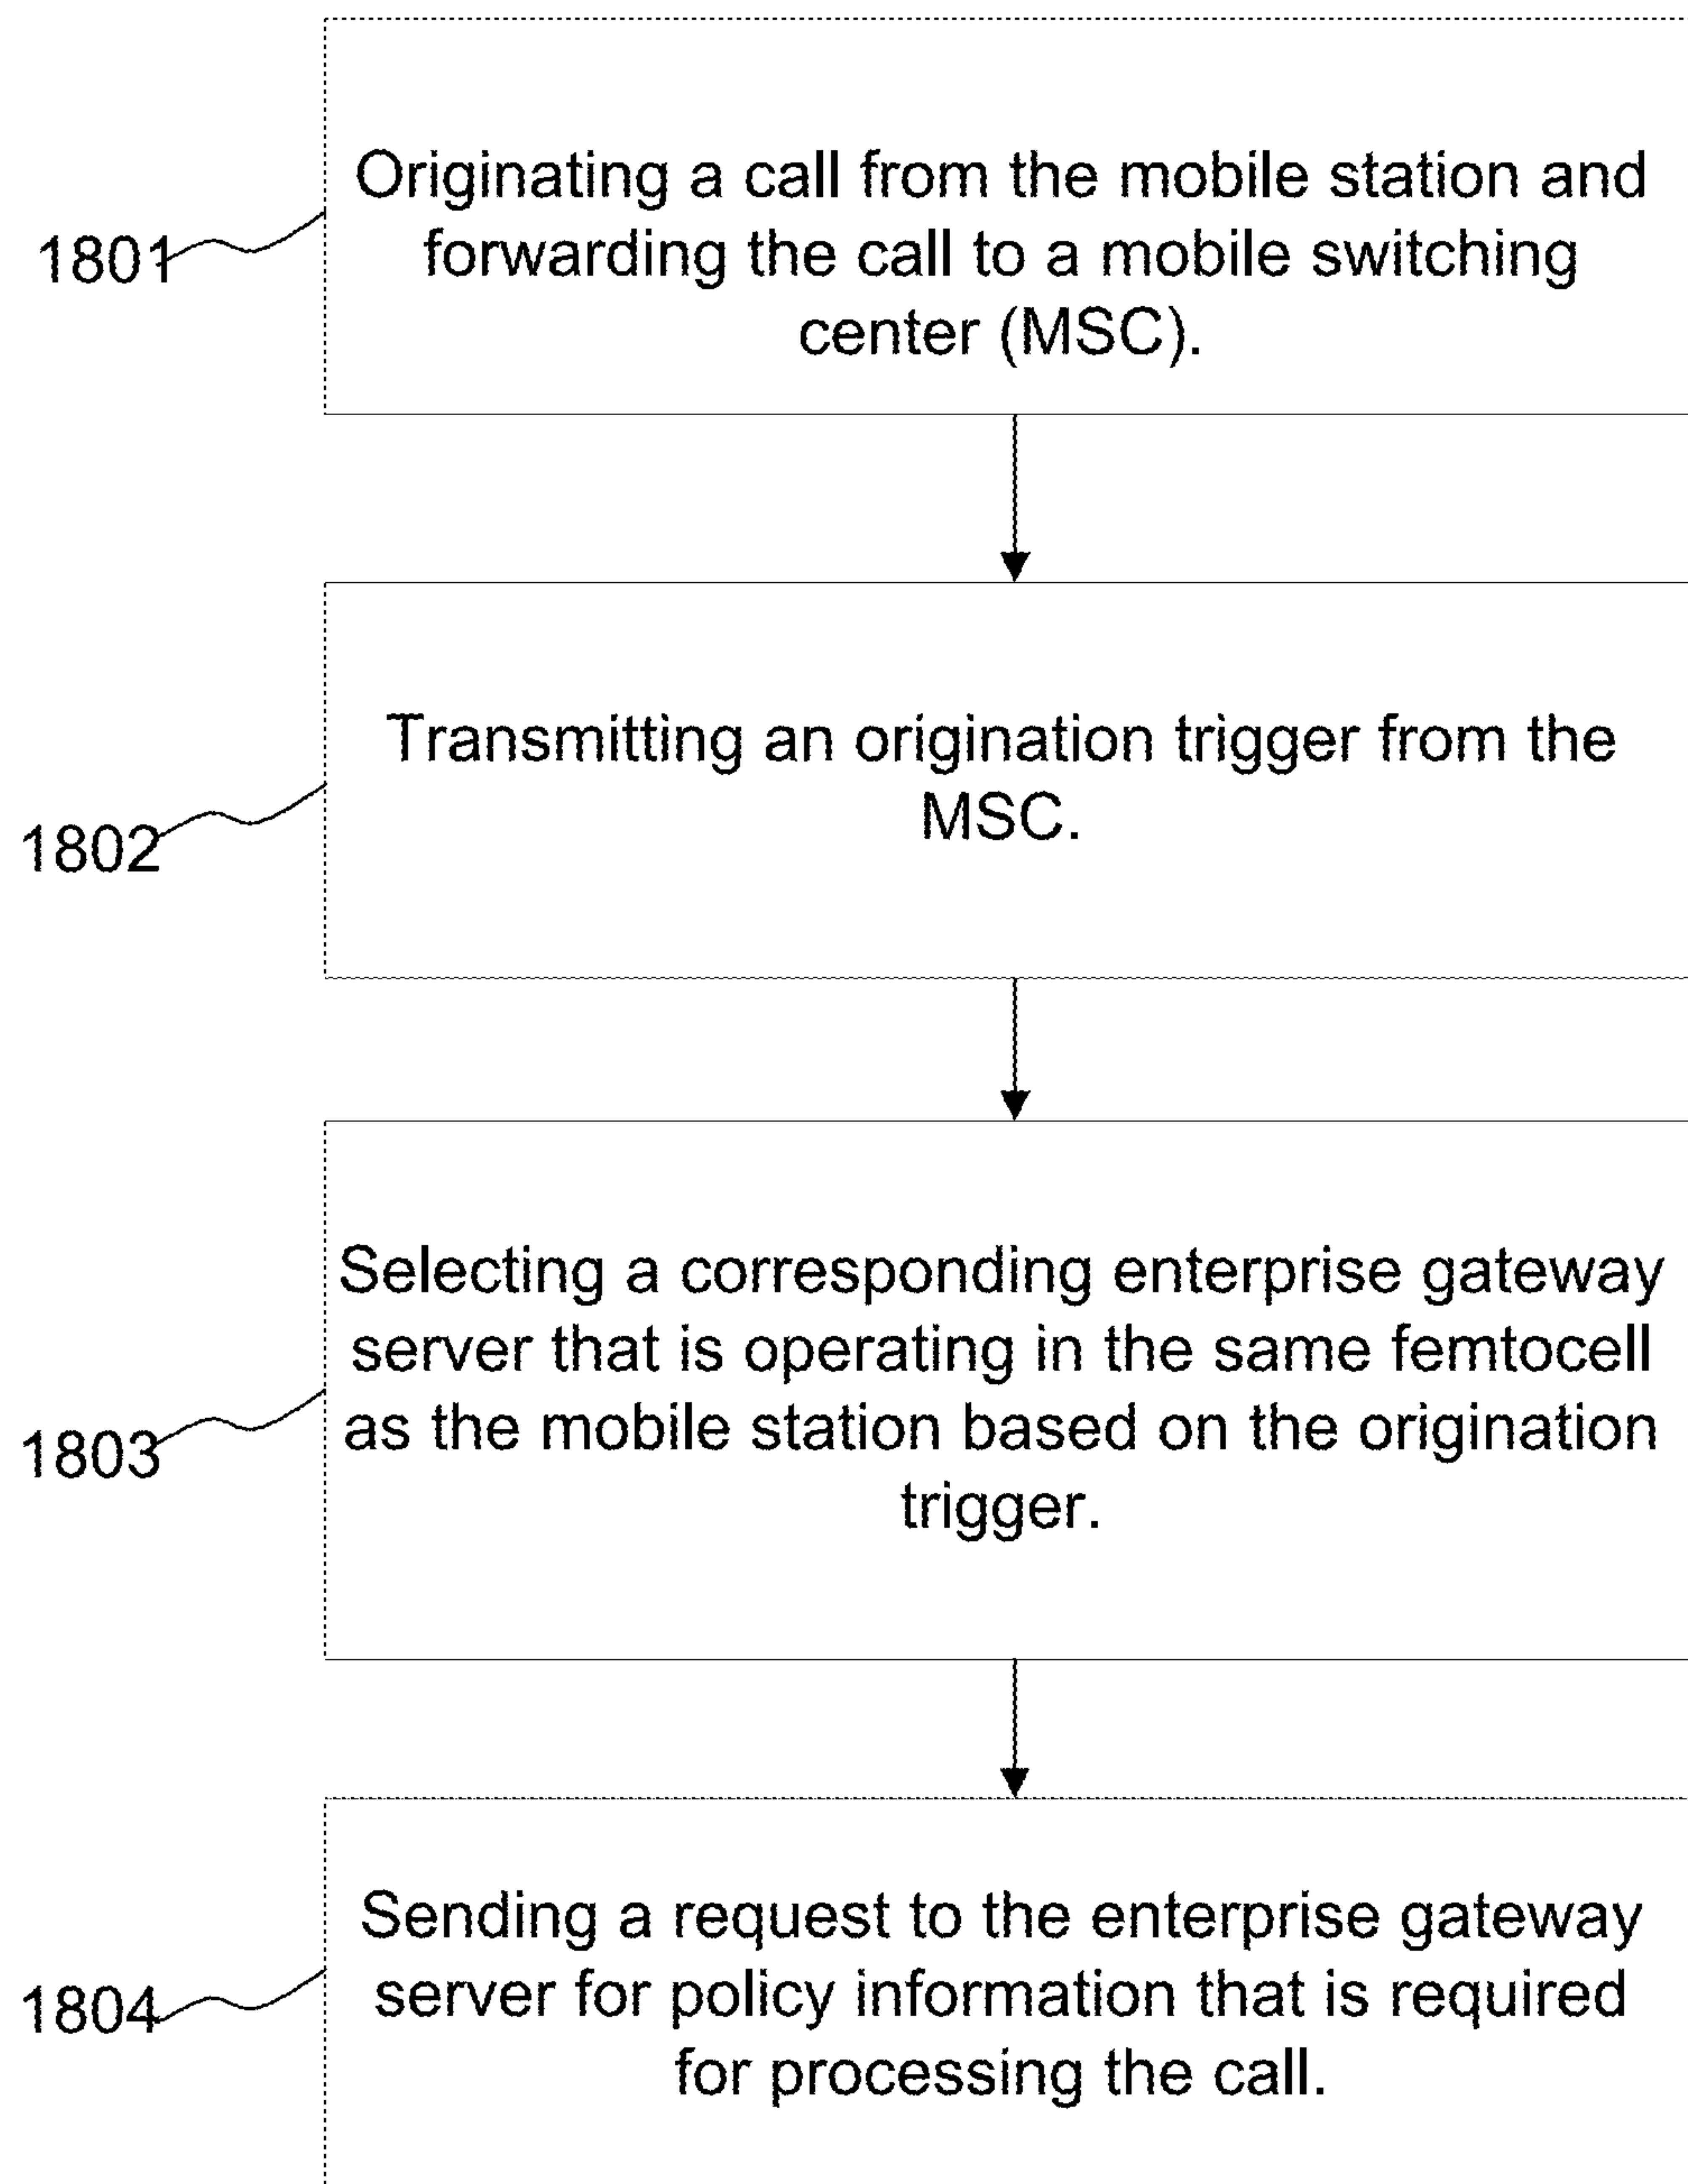 Originating a call from the mobile station and
forwarding the call to a mobile switching
center (MSC).
1801
Transmitting an origination trigger from the
MSC.
1802
Selecting a corresponding enterprise gateway
server that is operating in the same femtocell
as the mobile station based on the origination
trigger.
1803
Sending a request to the enterprise gateway
server for policy information that is required
for processing the call.
1804